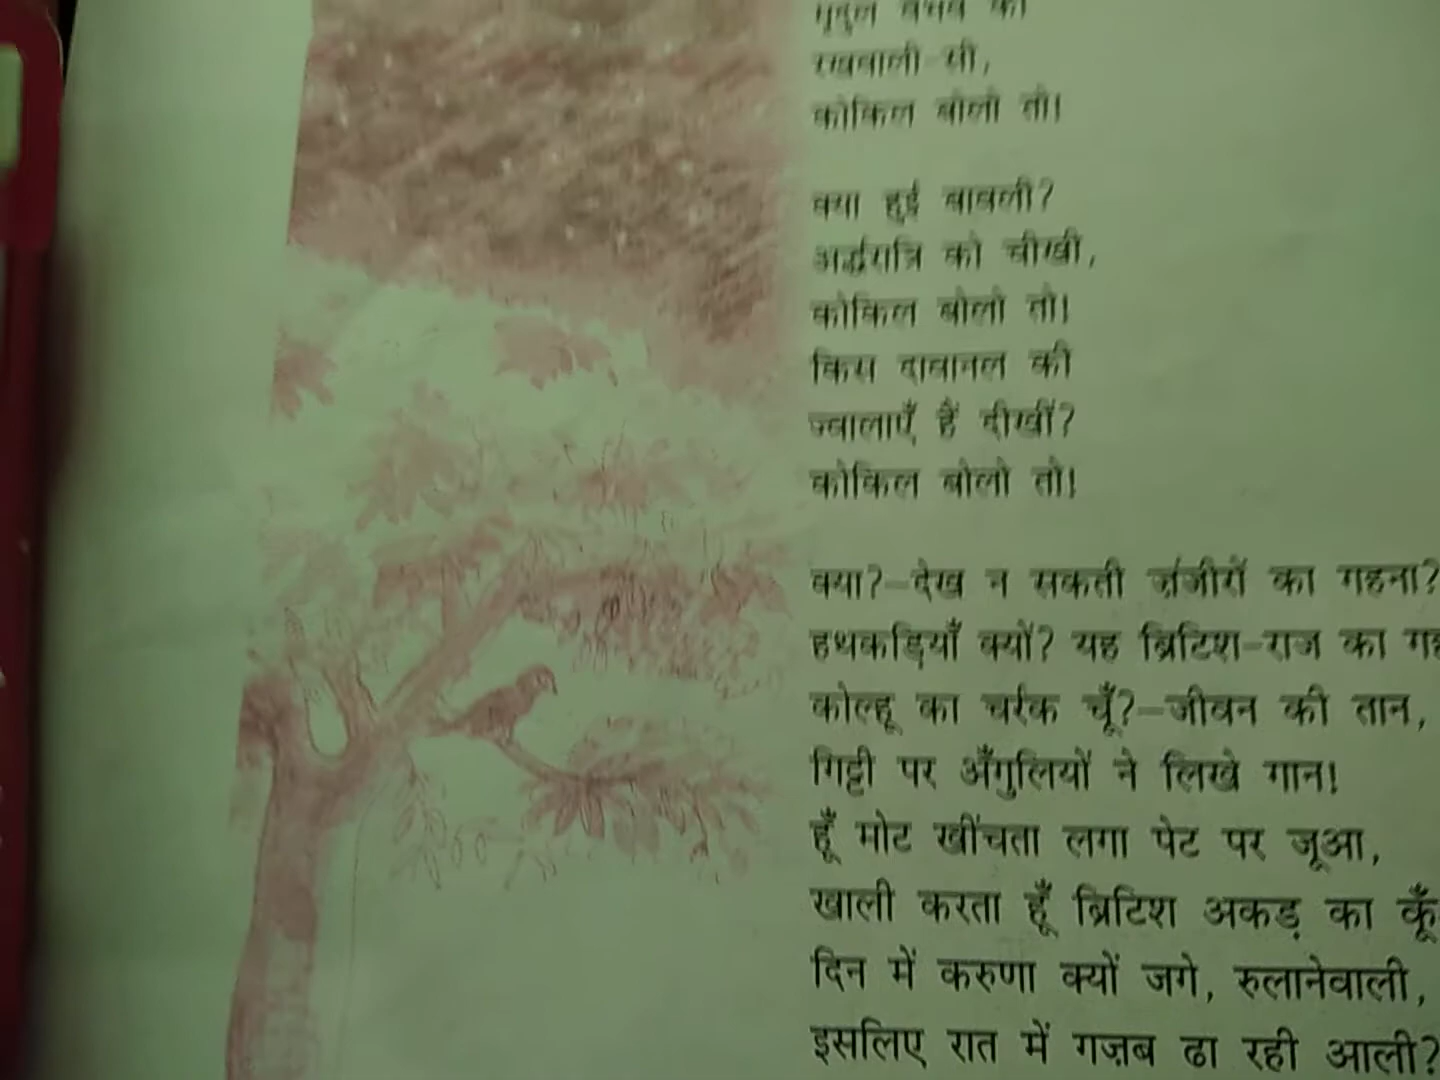 मृदुल वैभव की
रखवाली-सी,
कोकिल बोलो तो!
क्या हुई बावली?
अर्द्धरात्रि को चीखी,
कोकिल बोलो तो!
किस दावानल की
ज्वालाएँ हैं दीखीं?
कोकिल बोलो तो!
क्या?-देख न सकती ज़ंजीरों का गहना?
हथकड़ियाँ क्यों? यह ब्रिटिश-राज का
कोल्हू का चर्रक चूँ?-जीवन की तान,
गिट्टी पर अँगुलियों ने लिखे गान!
हूँ मोट खींचता लगा पेट पर जूआ,
खाली करता हूँ ब्रिटिश अकड़ का
दिन में करुणा क्यों जगे, रुलानेवाली,
इसलिए रात में गज़ब ढा रही आली?